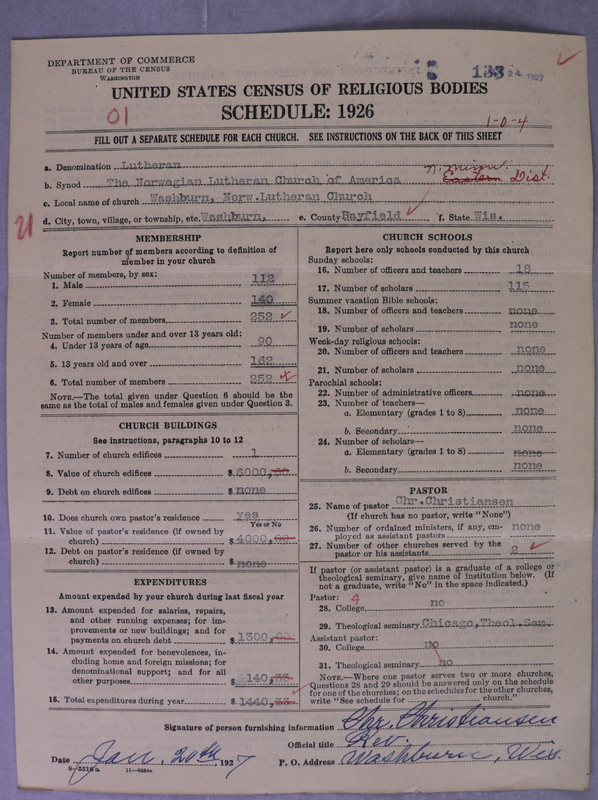 DEPARTMENT OF COMMERCE
BUREAU OF THE CENSUS
WASHINGTON
133 24 1927
UNITED STATES CENSUS OF RELIGIOUS BODIES
SCHEDULE: 1926
01
1-0-4
FILL OUT A SEPARATE SCHEDULE FOR EACH CHURCH. SEE INSTRUCTIONS ON THE BACK OF THIS SHEET
a. Denomination Lutheran
b. Synod The Norwegian Lutheran Church of America Eastern Dist.
c. Local name of church Washburn, Norw.Lutheran Church
d. City, town, village, or township, etc. Washburn, e. County Bayfield f. State Wis.
MEMBERSHIP
Report number of members according to definition of
member in your church
Number of members, by sex:
1. Male 112
2. Female 140
3. Total number of members 252
Number of members under and over 13 years old:
4. Under 13 years of age 90
5. 13 years old and over 162
6. Total number of members 252
NOTE.—The total given under Question 6 should be the
same as the total of males and females given under Question 3.
CHURCH BUILDINGS
See instructions, paragraphs 10 to 12
7. Number of church edifices 1
8. Value of church edifices $ 6000,00
9. Debt on church edifices $ none
10. Does church own pastor's residence yes
Yes or No
11. Value of pastor's residence (if owned by
church) $ 4000,00
12. Debt on pastor's residence (if owned by
church) $ none
EXPENDITURES
Amount expended by your church during last fiscal year
13. Amount expended for salaries, repairs,
and other running expenses; for im-
provements or new buildings; and for
payments on church debt $ 1300,00
14. Amount expended for benevolences, in-
cluding home and foreign missions; for
denominational support; and for all
other purposes $ 140,
15. Total expenditures during year $ 1440,
CHURCH SCHOOLS
Report here only schools conducted by this church
Sunday schools:
16. Number of officers and teachers 18
17. Number of scholars 115
Summer vacation Bible schools:
18. Number of officers and teachers none
19. Number of scholars none
Week-day religious schools:
20. Number of officers and teachers none
21. Number of scholars none
Parochial schools:
22. Number of administrative officers none
23. Number of teachers—
a. Elementary (grades 1 to 8) none
b. Secondary none
24. Number of scholars—
a. Elementary (grades 1 to 8) none
b. Secondary none
PASTOR
25. Name of pastor Chr.Christiansen
(If church has no pastor, write "None")
26. Number of ordained ministers, if any, em-
ployed as assistant pastors none
27. Number of other churches served by the
pastor or his assistants 2
If pastor (or assistant pastor) is a graduate of a college or
theological seminary, give name of institution below. (If
not a graduate, write "No" in the space indicated.)
Pastor: 4
28. College no
29. Theological seminary Chicago,Theol.Sem.
Assistant pastor:
30. College no
31. Theological seminary no
NOTE.—Where one pastor serves two or more churches,
Questions 28 and 29 should be answered only on the schedule
for one of the churches; on the schedules for the other churches,
write "See schedule for church."
Signature of person furnishing information Chr. Christiansen
Official title Rev.
Date Jan. 20th, 1927 P. O. Address Washburn, Wis.
8-5518a 11-9034